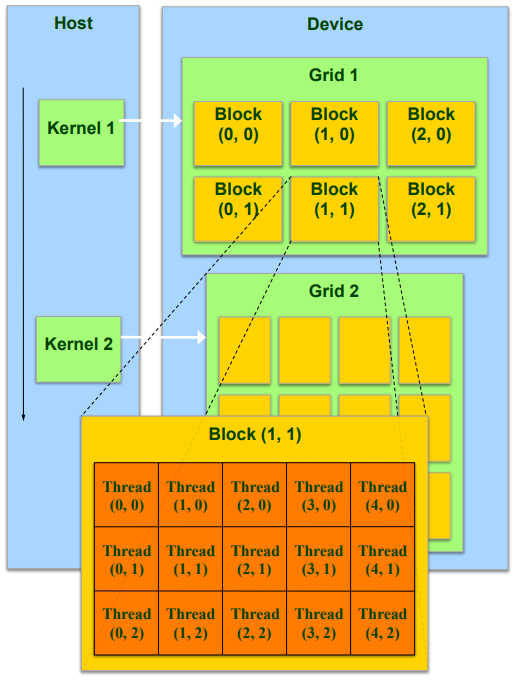 Host
Device
Grid 1
Kernel 1
Block
(0, 0)
Block
(1, 0)
Block
(2, 0)
Block
(0, 1)
Block
(1, 1)
Block
(2, 1)
Grid 2
Kernel 2
Block (1, 1)
Thread
(0, 0)
Thread
(1, 0)
Thread
(2, 0)
Thread
(3, 0)
Thread
(4, 0)
Thread
(0, 1)
Thread
(1, 1)
Thread
(2, 1)
Thread
(3, 1)
Thread
(4, 1)
Thread
(0, 2)
Thread
(1, 2)
Thread
(2, 2)
Thread
(3, 2)
Thread
(4, 2)